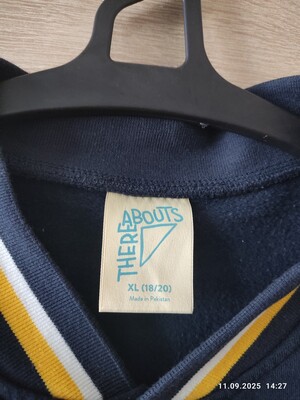 THEREABOUTS
XL (18/20)
Made in Pakistan
11.09.2025 • 14:27